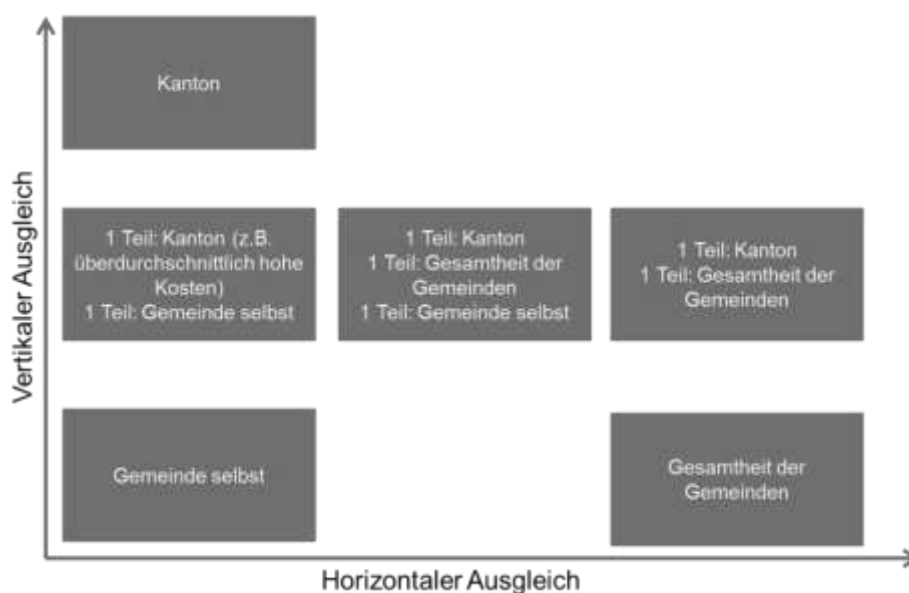 Vertikaler Ausgleich
Kanton
1 Teil: Kanton (z.B.
überdurchschnittlich hohe
Kosten)
1 Teil: Gemeinde selbst
1 Teil: Kanton
1 Teil: Gesamtheit der
Gemeinden
1 Teil: Gemeinde selbst
1 Teil: Kanton
1 Teil: Gesamtheit der
Gemeinden
Gemeinde selbst
Gesamtheit der
Gemeinden
Horizontaler Ausgleich